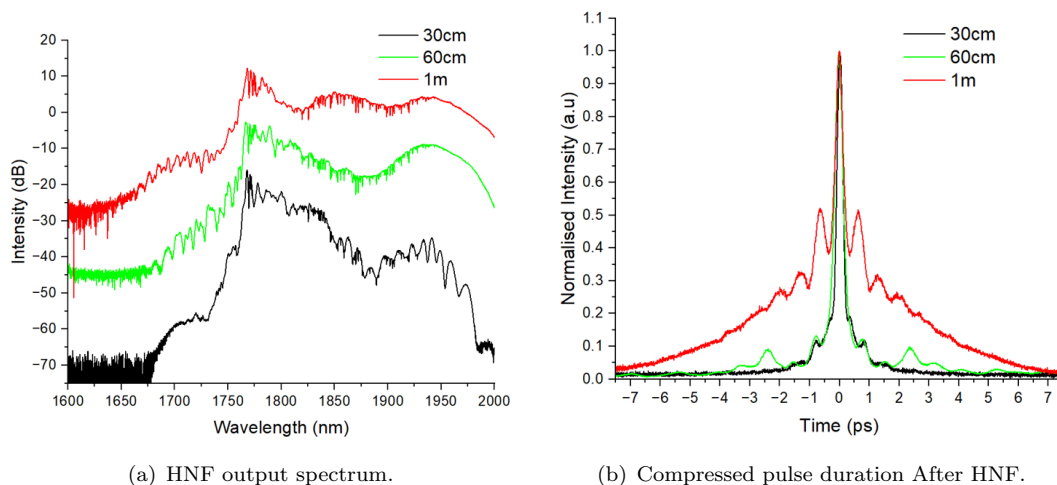 30cm
60cm
1m
20
10
0
−10
−20
−30
−40
−50
−60
−70
Intensity (dB)
1600 1650 1700 1750 1800 1850 1900 1950 2000
Wavelength (nm)
(a) HNF output spectrum.
30cm
60cm
1m
1.1
1.0
0.9
0.8
0.7
0.6
0.5
0.4
0.3
0.2
0.1
0.0
Normalised Intensity (a.u)
−7 −6 −5 −4 −3 −2 −1 0 1 2 3 4 5 6 7
Time (ps)
(b) Compressed pulse duration After HNF.